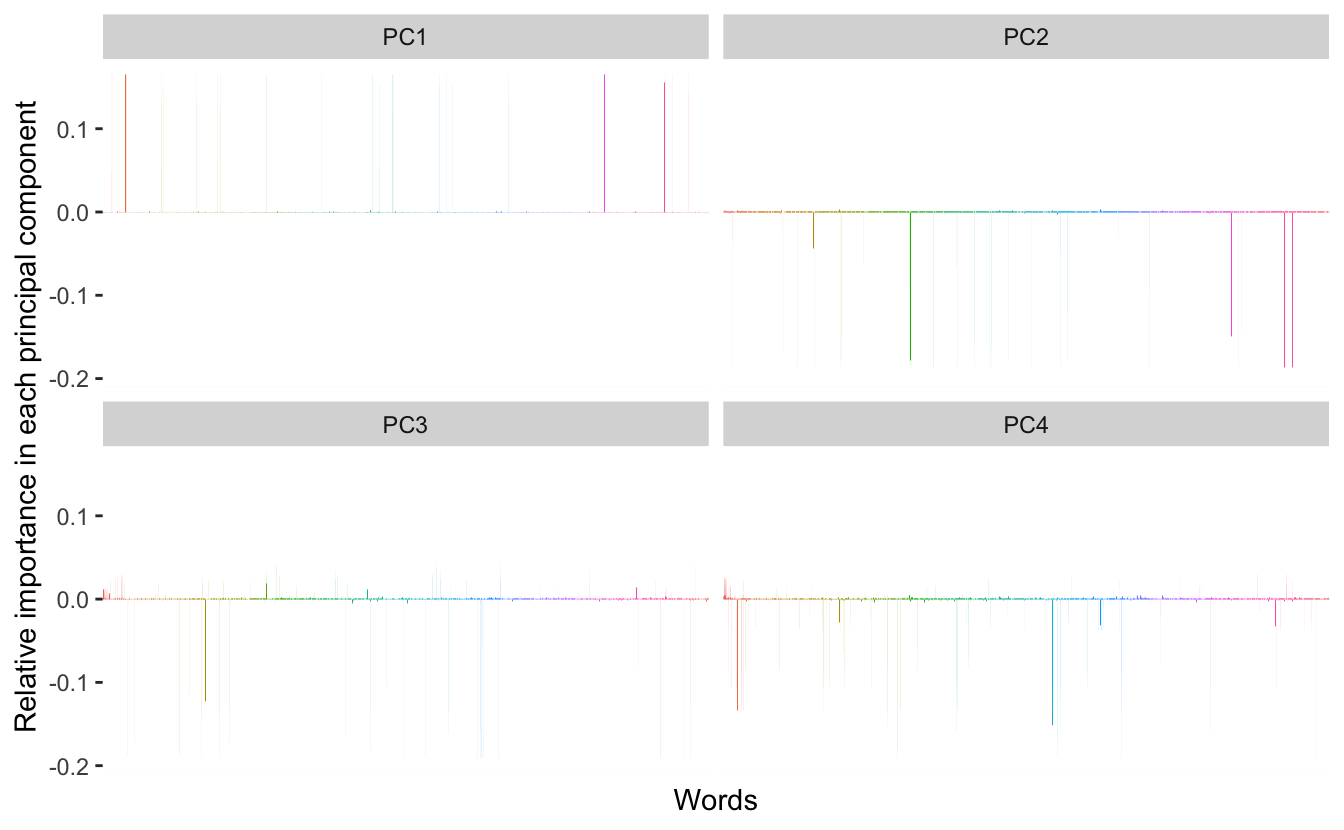 PC1
PC2
0.1
0.0
-0.1
-0.2
PC3
PC4
0.1
0.0
-0.1
-0.2
Relative importance in each principal component
Words